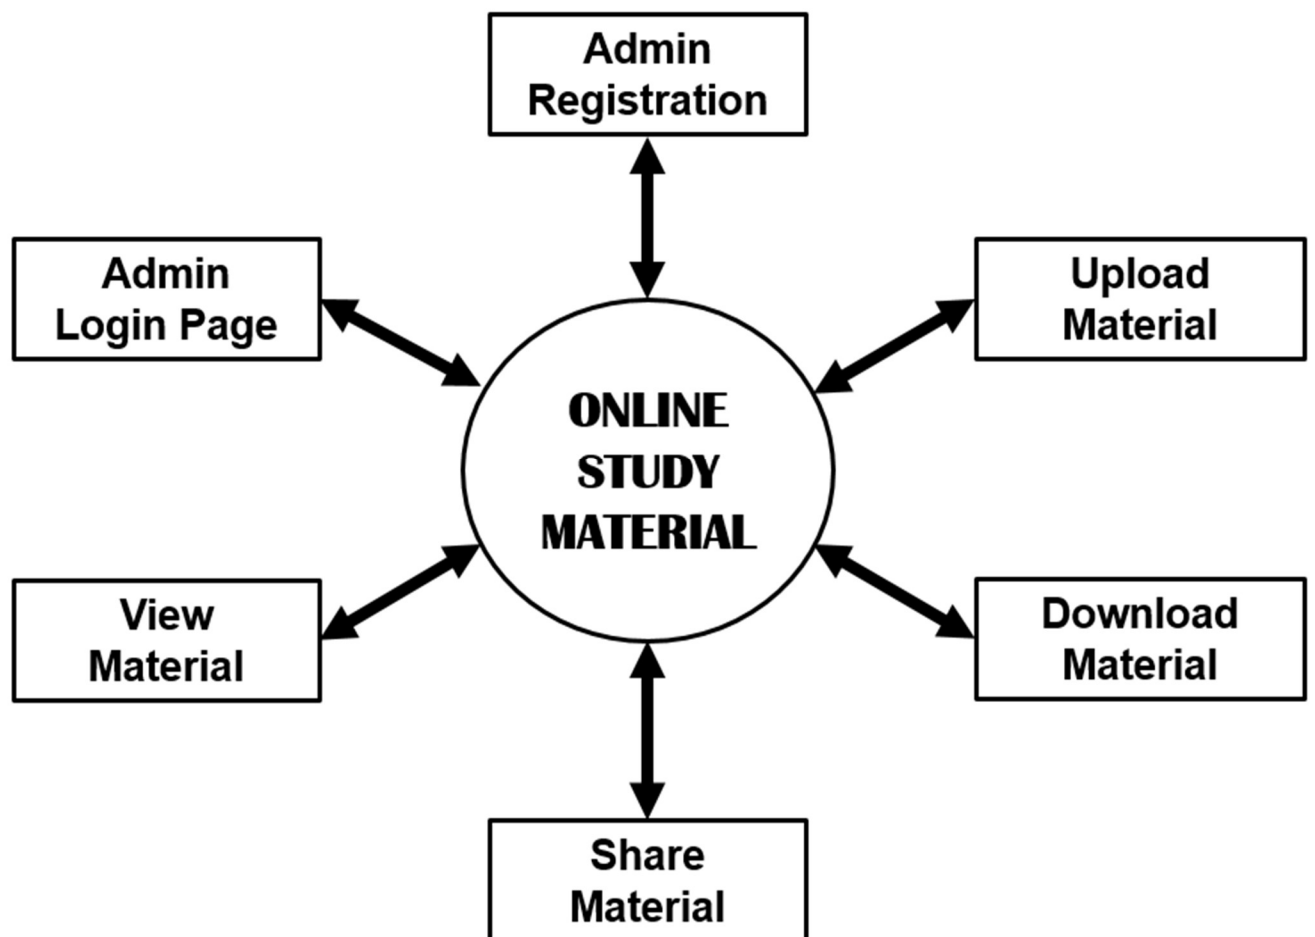 Admin
Registration
Admin
Login Page
Upload
Material
ONLINE
STUDY
MATERIAL
View
Material
Download
Material
Share
Material